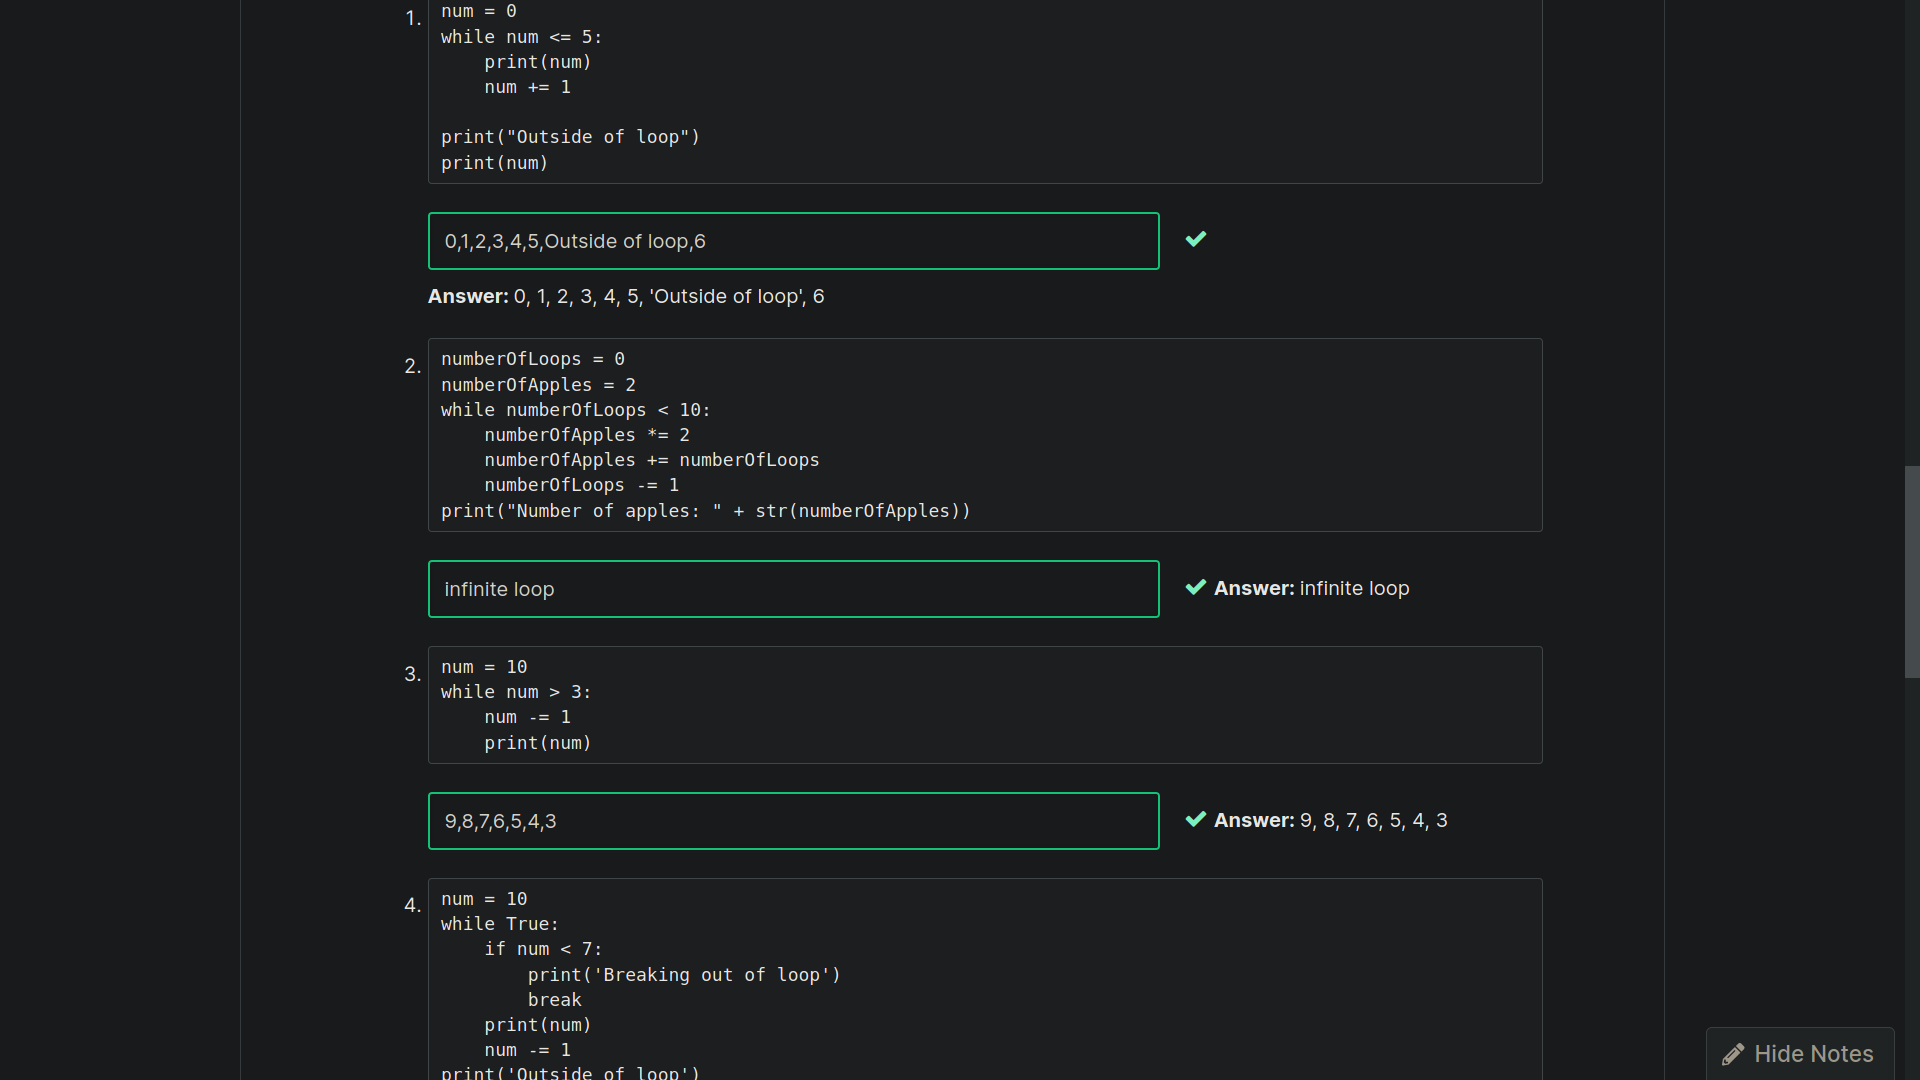 1.
num = 0
while num <= 5:
    print(num)
    num += 1
print("Outside of loop")
print(num)
0,1,2,3,4,5,Outside of loop,6
Answer: 0, 1, 2, 3, 4, 5, 'Outside of loop', 6
2.
numberOfLoops = 0
numberOfApples = 2
while numberOfLoops < 10:
    numberOfApples *= 2
    numberOfApples += numberOfLoops
    numberOfLoops -= 1
print("Number of apples: " + str(numberOfApples))
infinite loop
Answer: infinite loop
3.
num = 10
while num > 3:
    num -= 1
    print(num)
9,8,7,6,5,4,3
Answer: 9, 8, 7, 6, 5, 4, 3
4.
num = 10
while True:
    if num < 7:
        print('Breaking out of loop')
        break
    print(num)
    num -= 1
print('Outside of loop')
Hide Notes